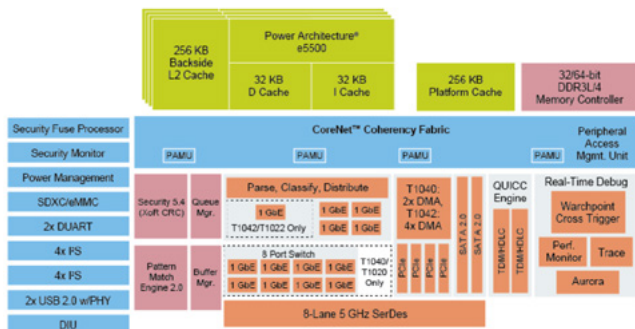 256 KB
Backside
L2 Cache
Power Architecture®
e5500
32 KB
D Cache
32 KB
I Cache
256 KB
Platform Cache
32/64-bit
DDR3L/4
Memory Controller
Security Fuse Processor
Security Monitor
Power Management
SDXC/eMMC
2x DUART
4x I²S
4x I²S
2x USB 2.0 w/PHY
DIU
CoreNet™ Coherency Fabric
Peripheral
Access
Mgmt. Unit
PAMU
PAMU
PAMU
PAMU
Security 5.4
(XoR CRC)
Queue
Mgr.
Pattern
Match
Engine 2.0
Buffer
Mgr.
Parse, Classify, Distribute
1 GbE
T1042/T1022 Only
1 GbE
1 GbE
1 GbE
1 GbE
8 Port Switch
1 GbE
1 GbE
1 GbE
1 GbE
1 GbE
1 GbE
1 GbE
1 GbE
T1040/
T1020
Only
T1040:
2x DMA,
T1042:
4x DMA
PCIe
PCIe
PCIe
PCIe
SATA 2.0
SATA 2.0
QUICC
Engine
TDM/HDLC
TDM/HDLC
Real-Time Debug
Warchpoint
Cross Trigger
Perf.
Monitor
Trace
Aurora
8-Lane 5 GHz SerDes